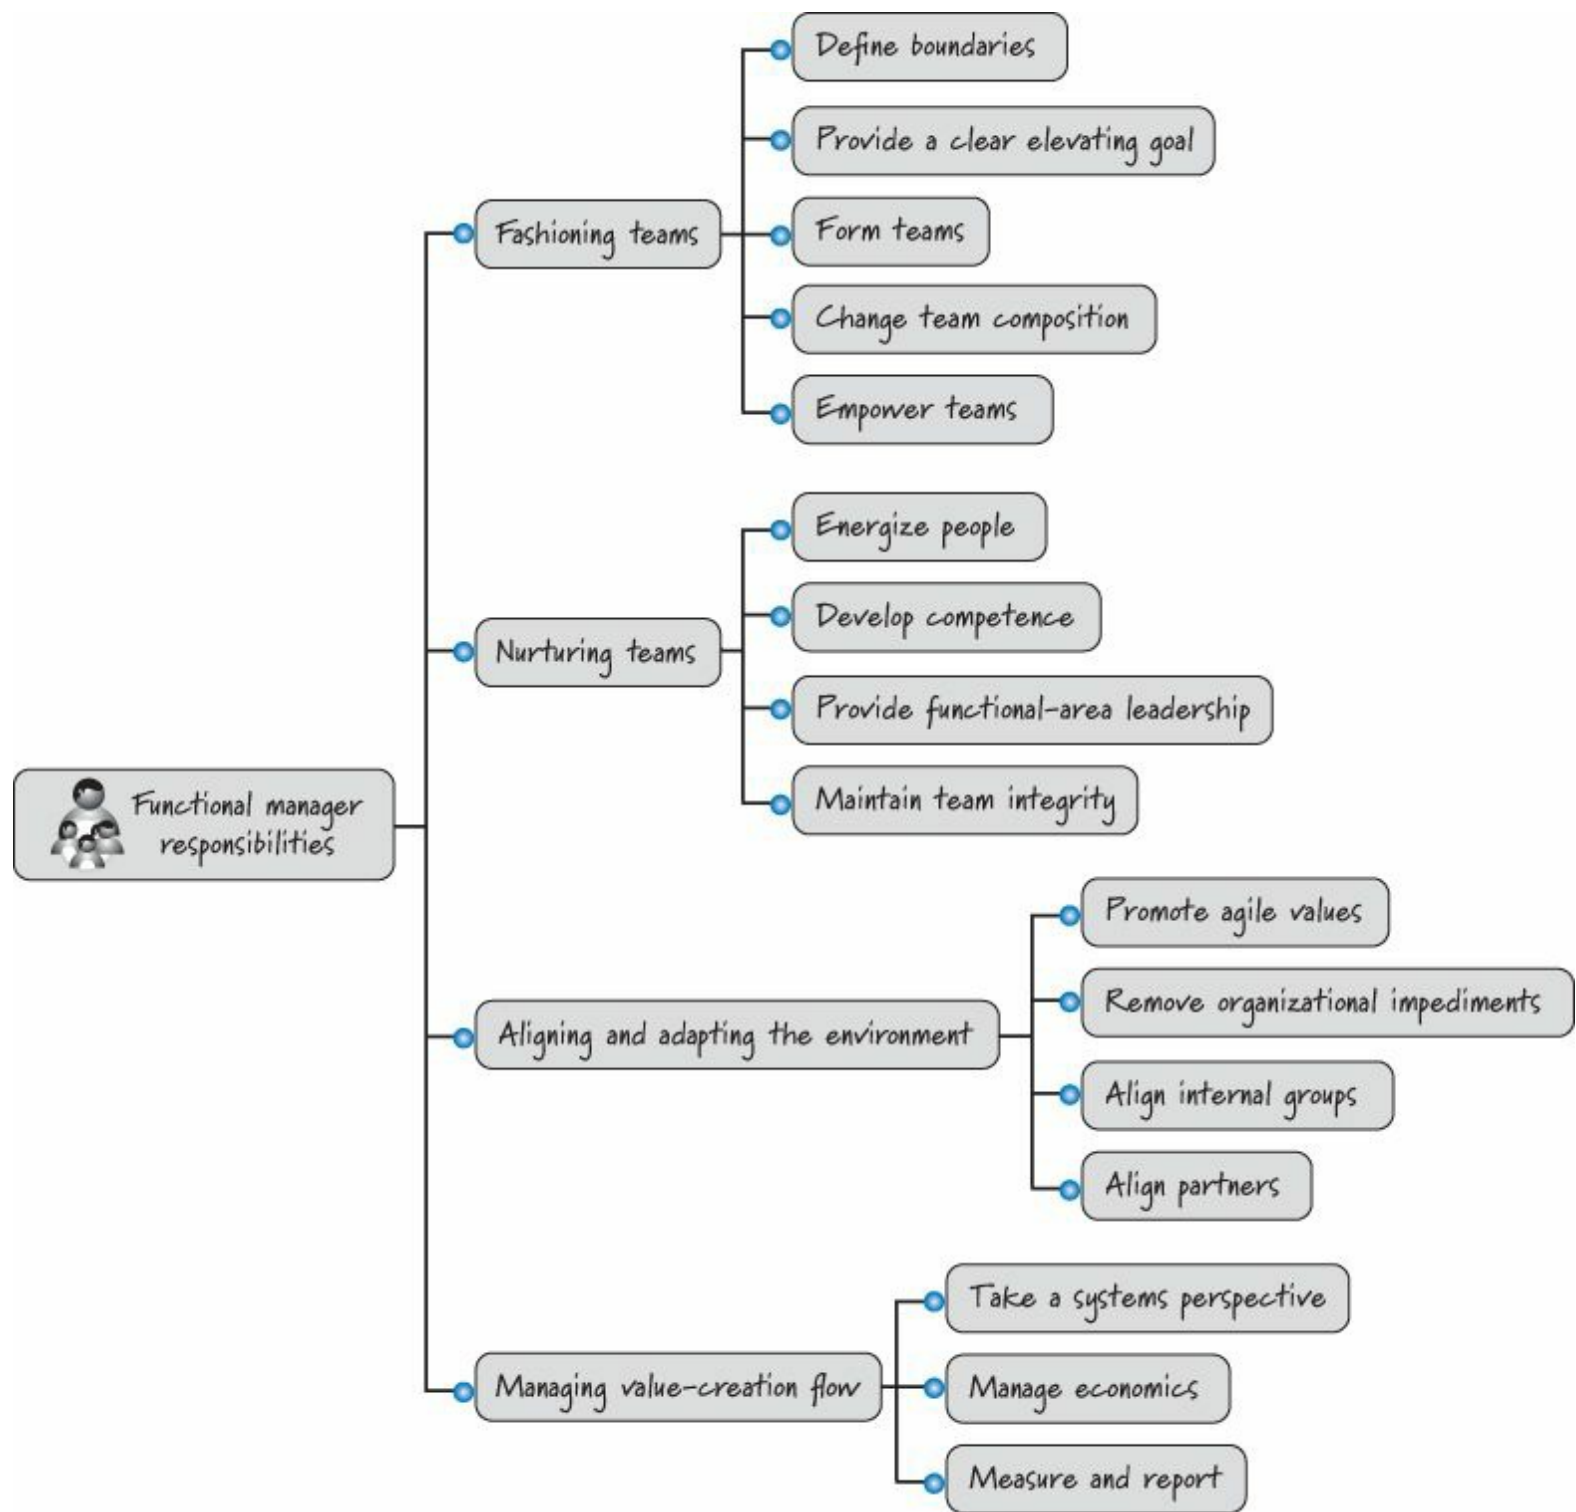 Functional manager
responsibilities
Fashioning teams
Define boundaries
Provide a clear elevating goal
Form teams
Change team composition
Empower teams
Nurturing teams
Energize people
Develop competence
Provide functional-area leadership
Maintain team integrity
Aligning and adapting the environment
Promote agile values
Remove organizational impediments
Align internal groups
Align partners
Managing value-creation flow
Take a systems perspective
Manage economics
Measure and report